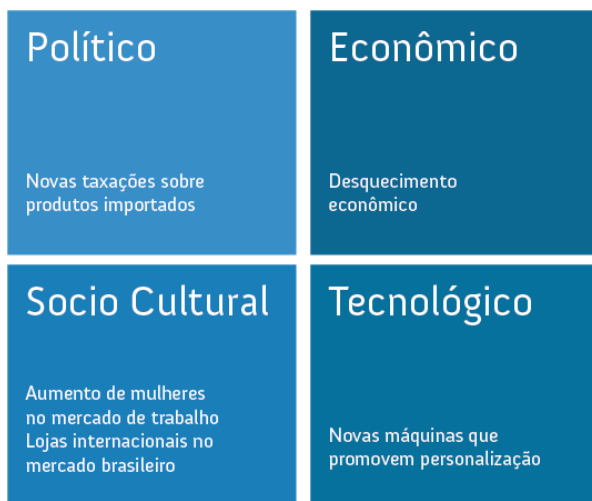 Político
Novas taxações sobre
produtos importados
Econômico
Desquecimento
econômico
Socio Cultural
Aumento de mulheres
no mercado de trabalho
Lojas internacionais no
mercado brasileiro
Tecnológico
Novas máquinas que
promovem personalização